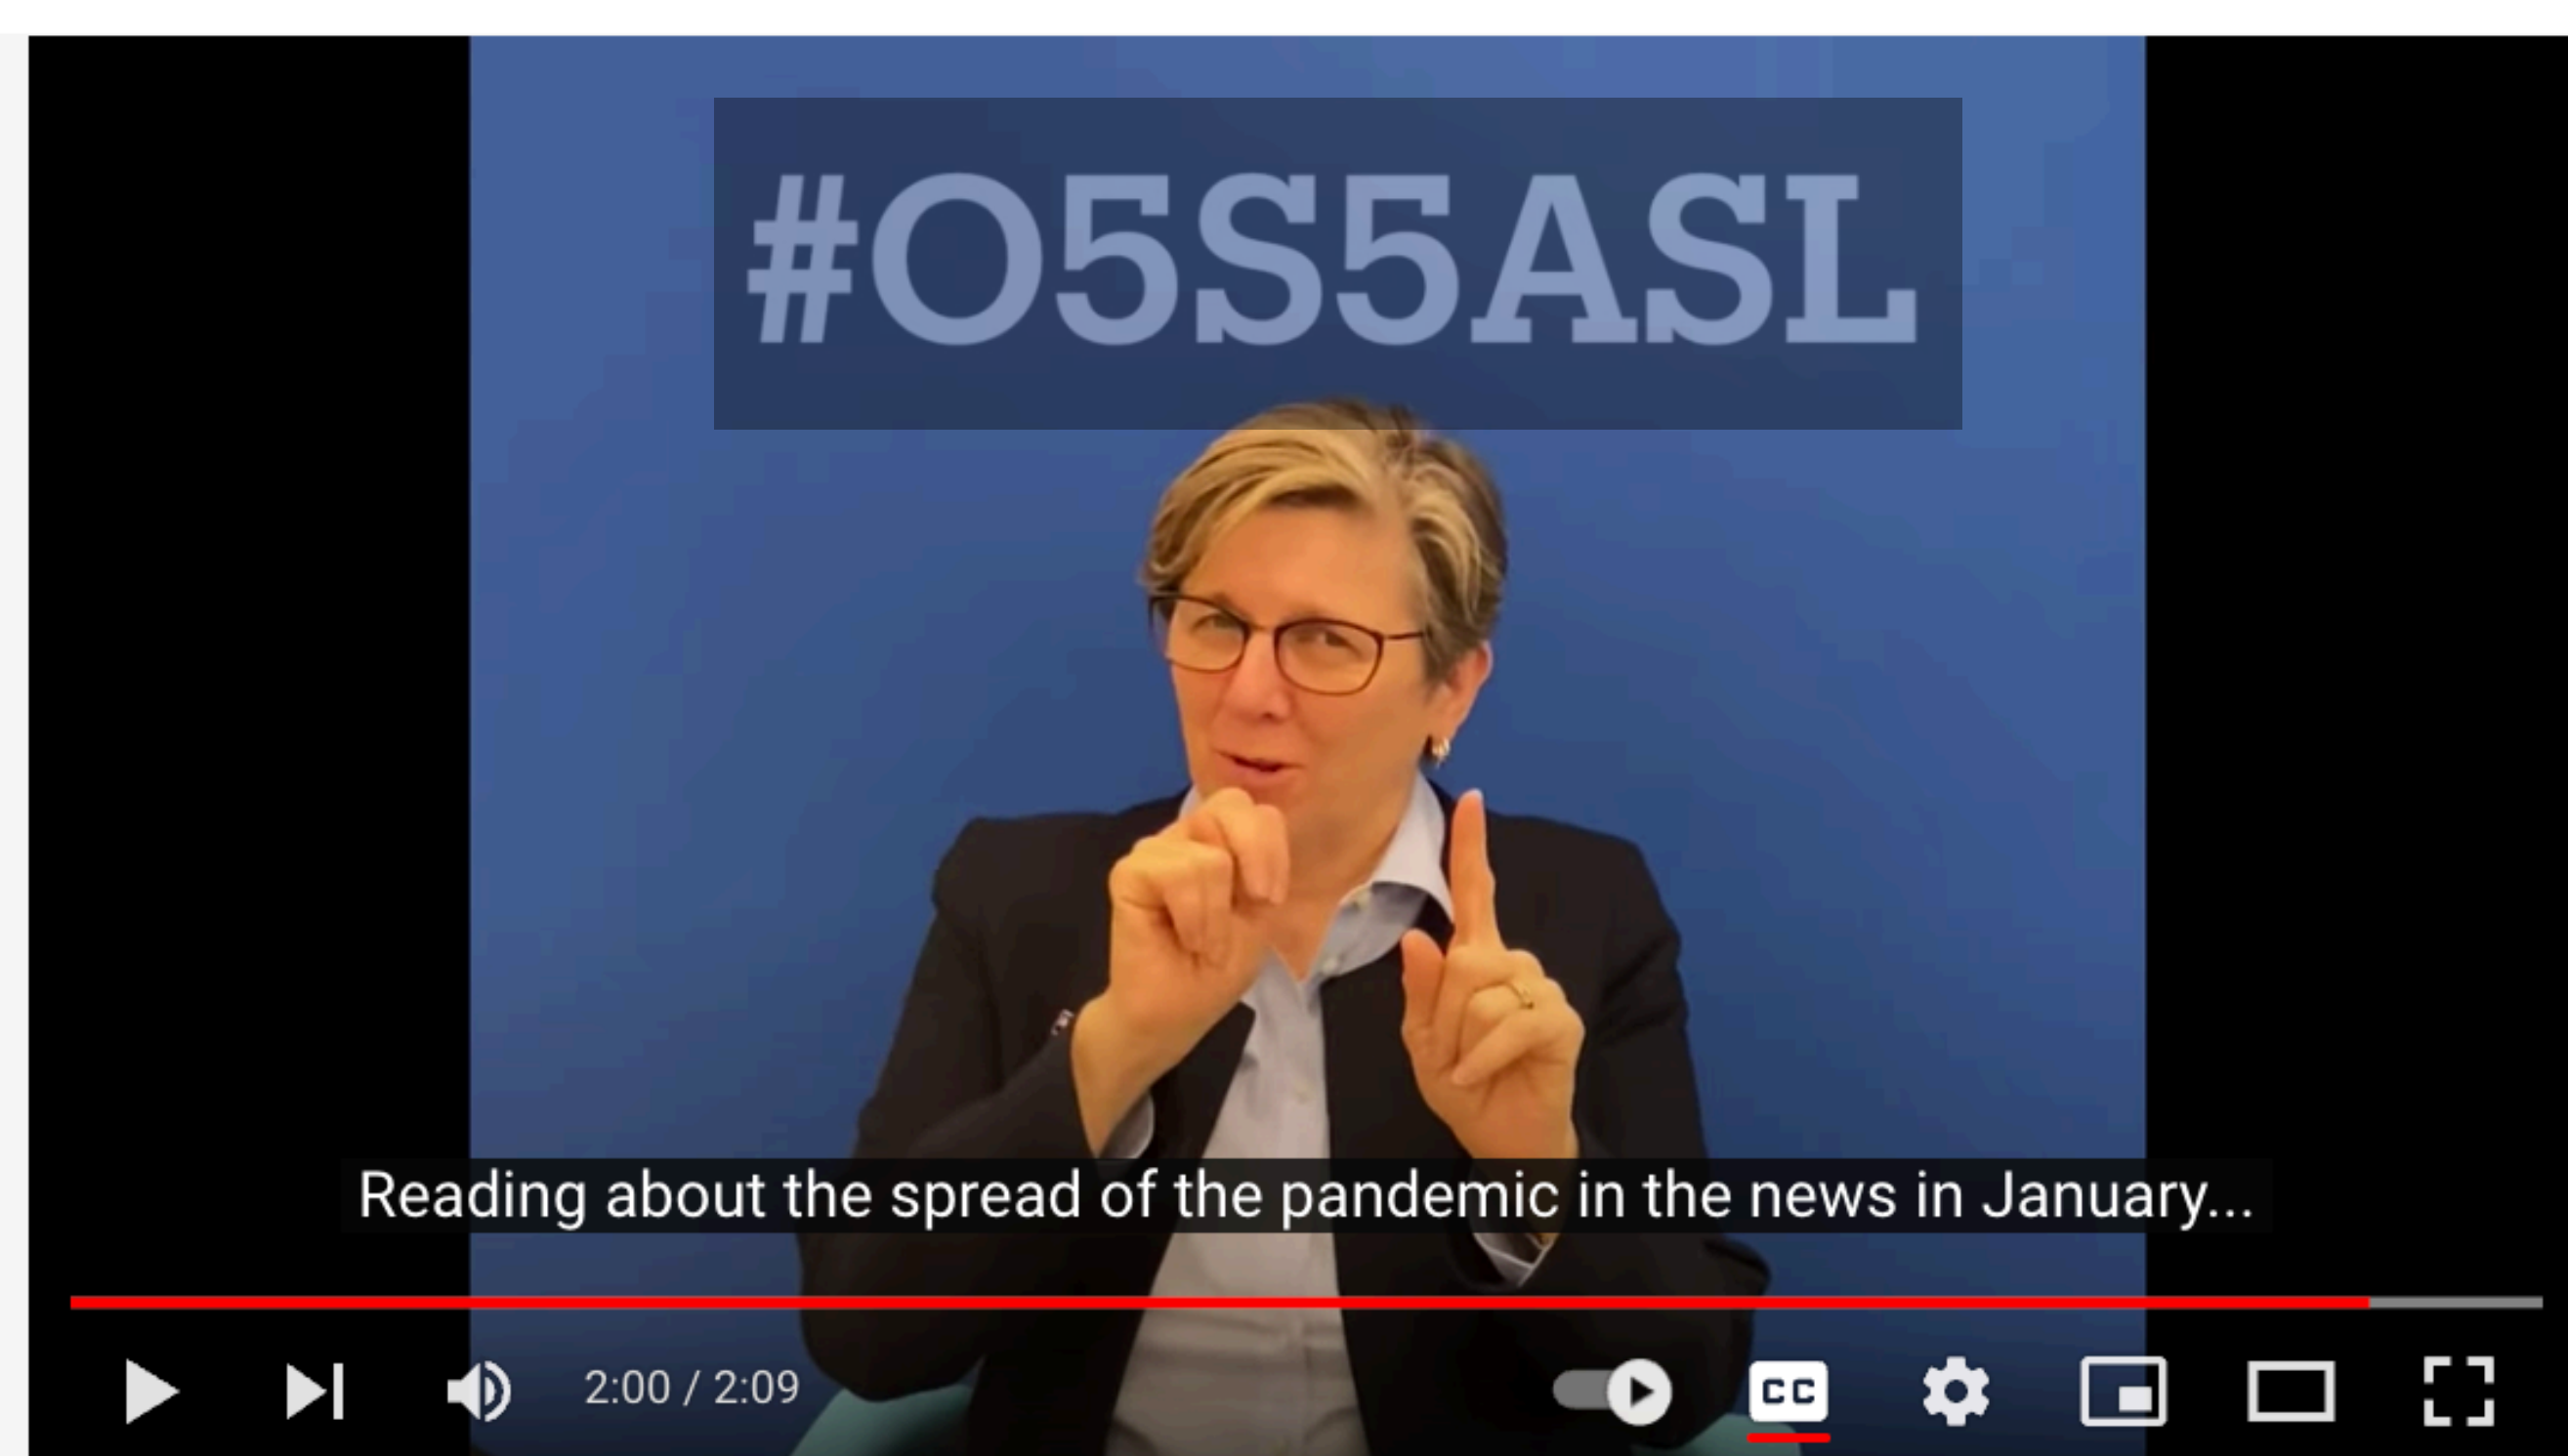 #O5S5ASL
Reading about the spread of the pandemic in the news in January...
2:00 / 2:09
CC